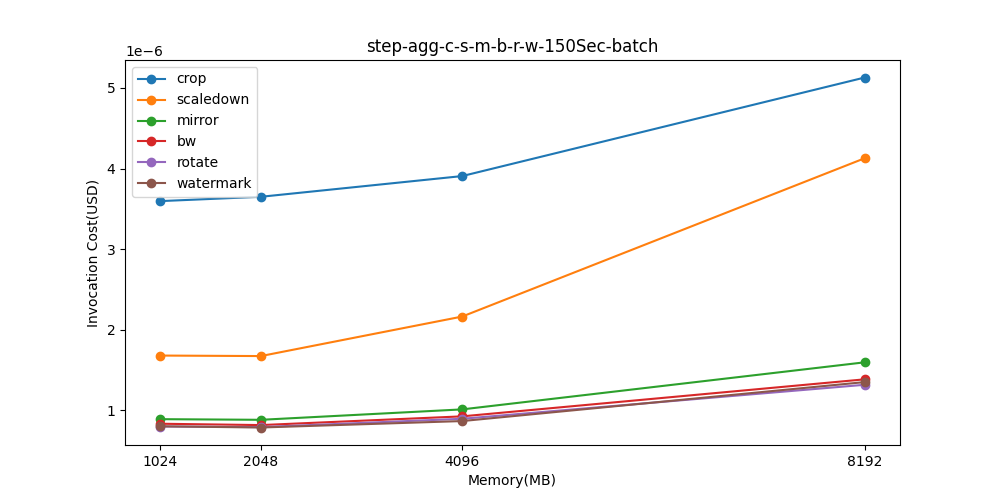 step-agg-c-s-m-b-r-w-150Sec-batch
1e−6
crop
scaledown
mirror
bw
rotate
watermark
5
4
3
2
1
Invocation Cost(USD)
1024 2048 4096 8192
Memory(MB)